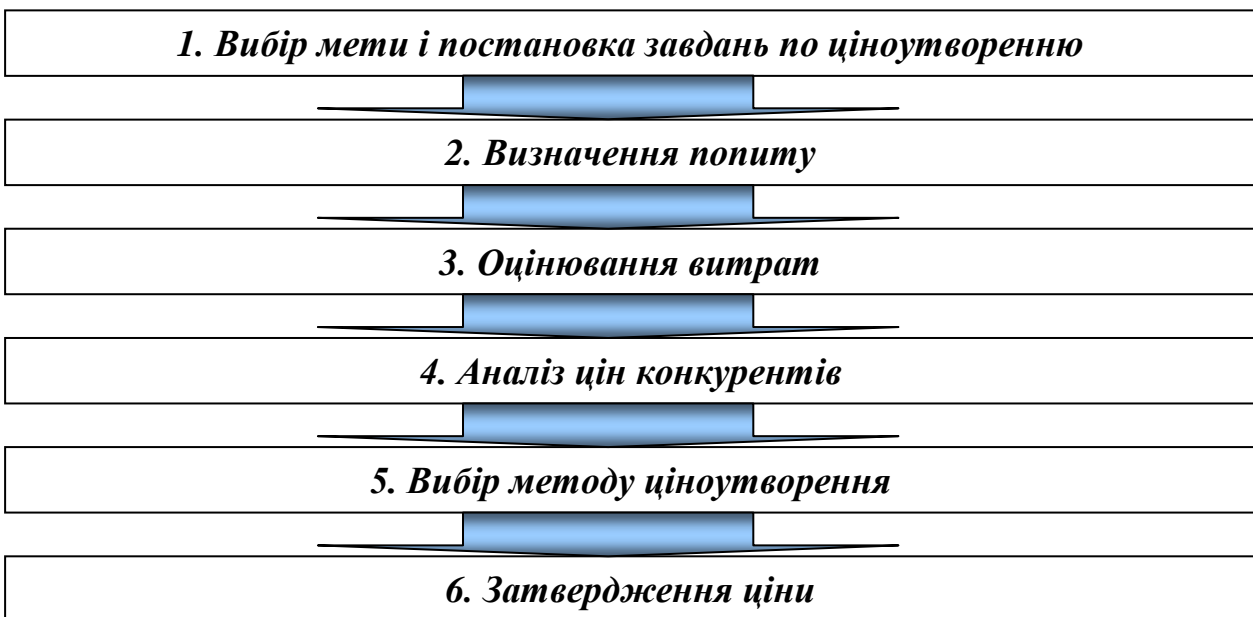 1. Вибір мети і постановка завдань по ціноутворенню
2. Визначення попиту
3. Оцінювання витрат
4. Аналіз цін конкурентів
5. Вибір методу ціноутворення
6. Затвердження ціни